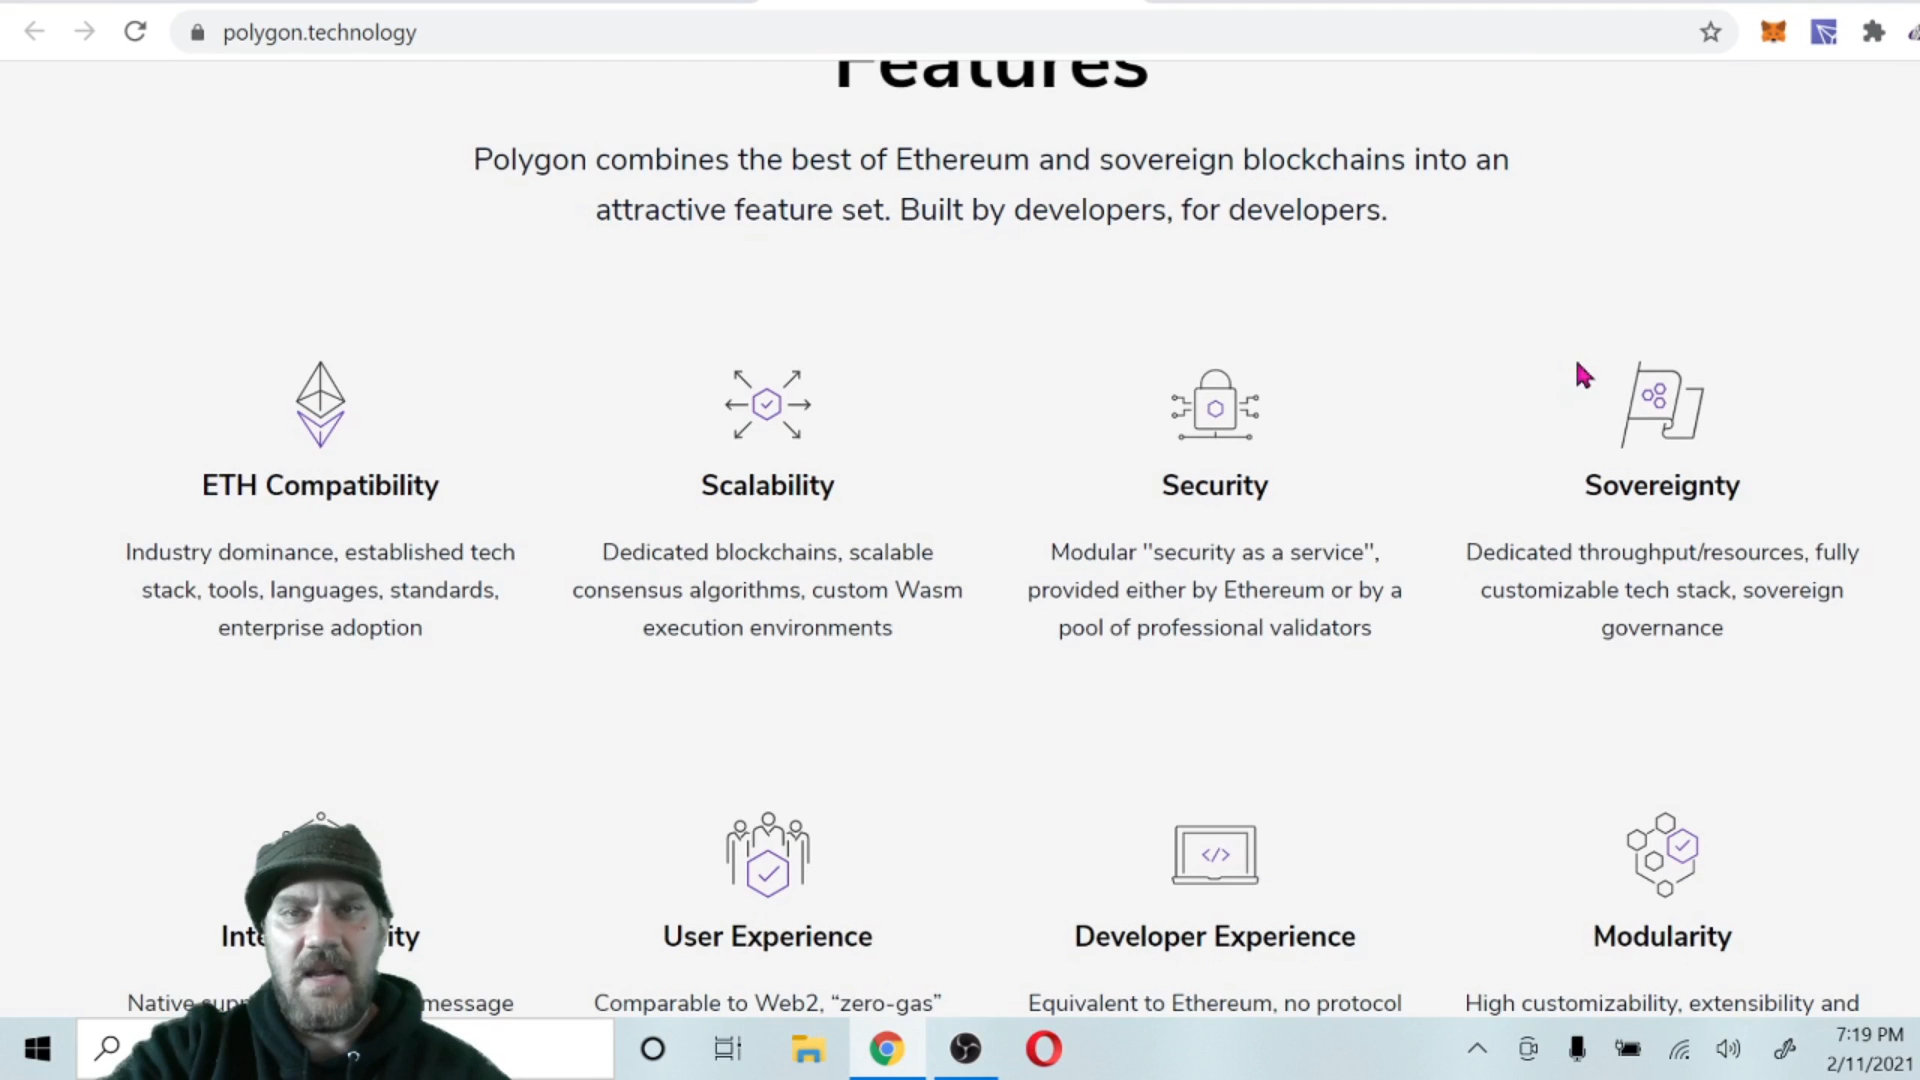 polygon.technology
Features
Polygon combines the best of Ethereum and sovereign blockchains into an
attractive feature set. Built by developers, for developers.
ETH Compatibility
Industry dominance, established tech
stack, tools, languages, standards,
enterprise adoption
Scalability
Dedicated blockchains, scalable
consensus algorithms, custom Wasm
execution environments
Security
Modular "security as a service",
provided either by Ethereum or by a
pool of professional validators
Sovereignty
Dedicated throughput/resources, fully
customizable tech stack, sovereign
governance
Native message
User Experience
Comparable to Web2, “zero-gas”
Developer Experience
Equivalent to Ethereum, no protocol
Modularity
High customizability, extensibility and
7:19 PM
2/11/2021